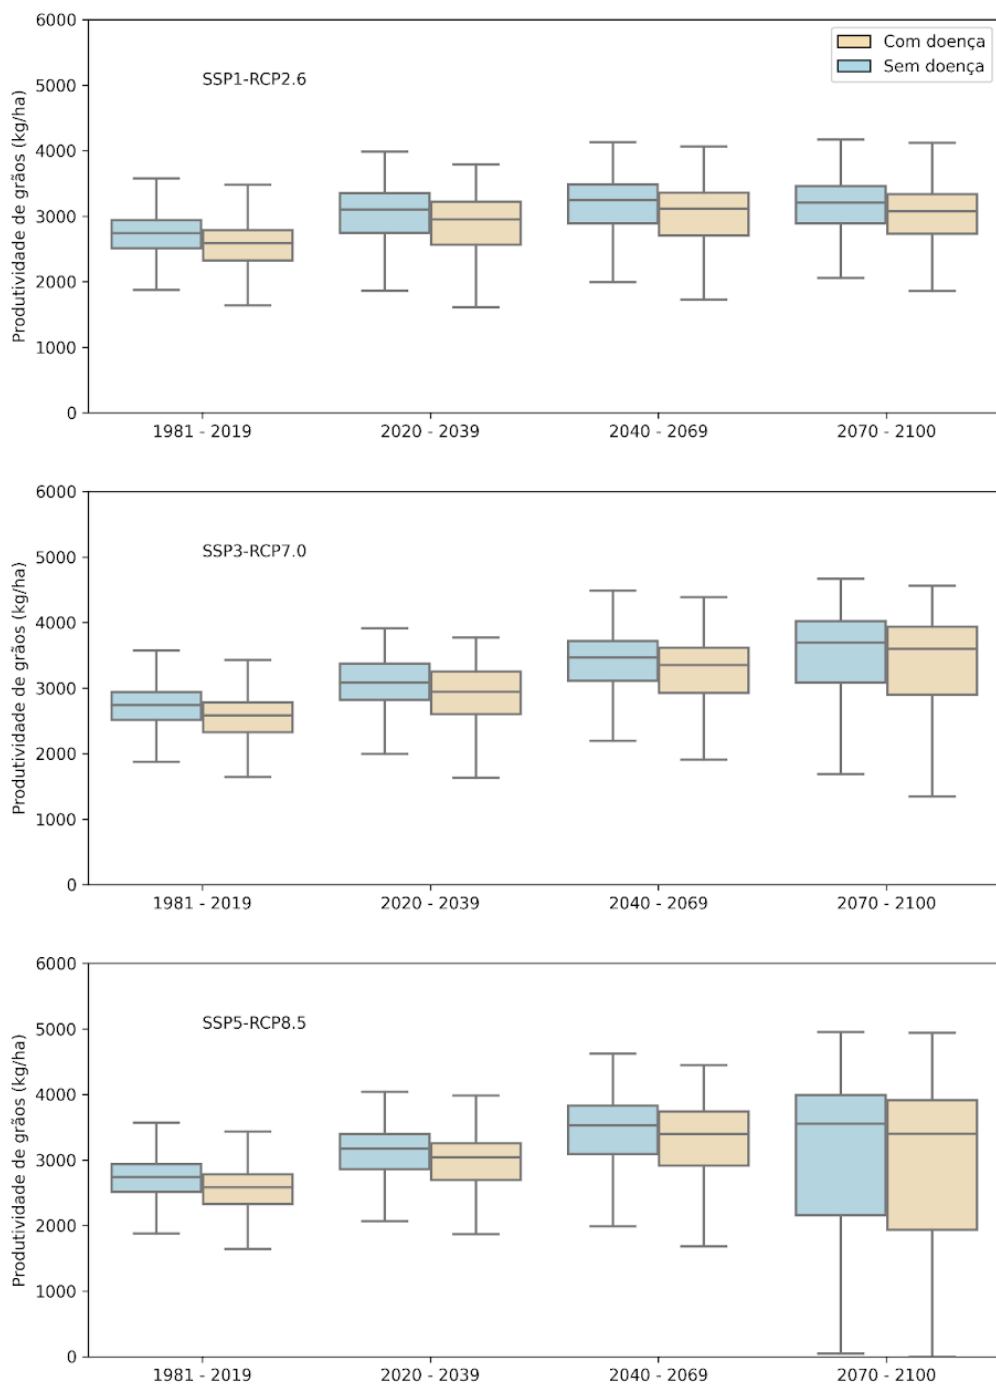 6000
5000
4000
3000
2000
1000
0
Produtividade de grãos (kg/ha)
SSP1-RCP2.6
Com doença
Sem doença
1981 - 2019
2020 - 2039
2040 - 2069
2070 - 2100
6000
5000
4000
3000
2000
1000
0
Produtividade de grãos (kg/ha)
SSP3-RCP7.0
1981 - 2019
2020 - 2039
2040 - 2069
2070 - 2100
6000
5000
4000
3000
2000
1000
0
Produtividade de grãos (kg/ha)
SSP5-RCP8.5
1981 - 2019
2020 - 2039
2040 - 2069
2070 - 2100